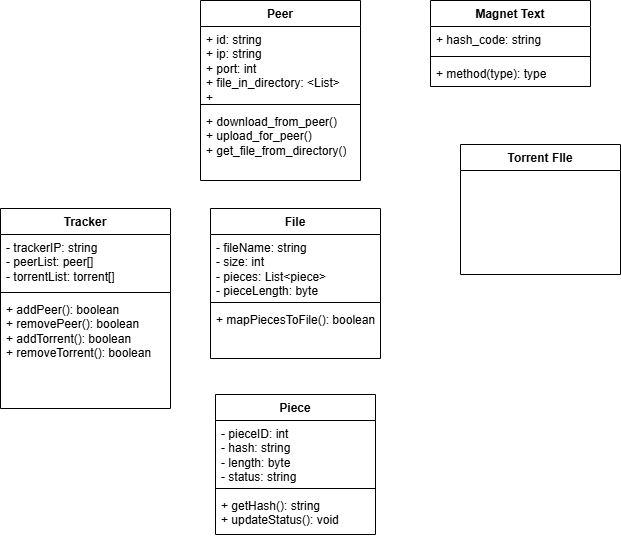 Peer
+ id: string
+ ip: string
+ port: int
+ file_in_directory: <List>
+
+ download_from_peer()
+ upload_for_peer()
+ get_file_from_directory()
Magnet Text
+ hash_code: string
+ method(type): type
Torrent FIle
Tracker
- trackerIP: string
- peerList: peer[]
- torrentList: torrent[]
+ addPeer(): boolean
+ removePeer(): boolean
+ addTorrent(): boolean
+ removeTorrent(): boolean
File
- fileName: string
- size: int
- pieces: List<piece>
- pieceLength: byte
+ mapPiecesToFile(): boolean
Piece
- pieceID: int
- hash: string
- length: byte
- status: string
+ getHash(): string
+ updateStatus(): void